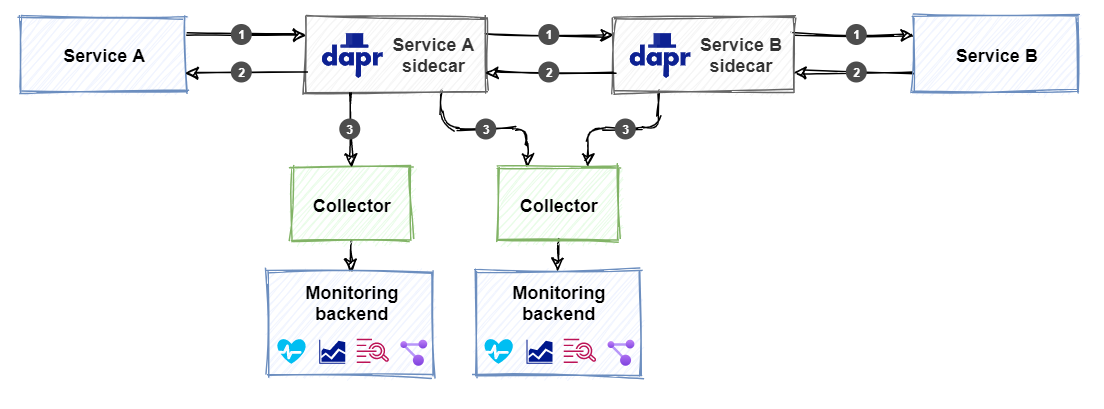 Service A
1
2
dapr
Service A
sidecar
1
2
dapr
Service B
sidecar
1
2
Service B
3
3
3
Collector
Collector
Monitoring
backend
Monitoring
backend